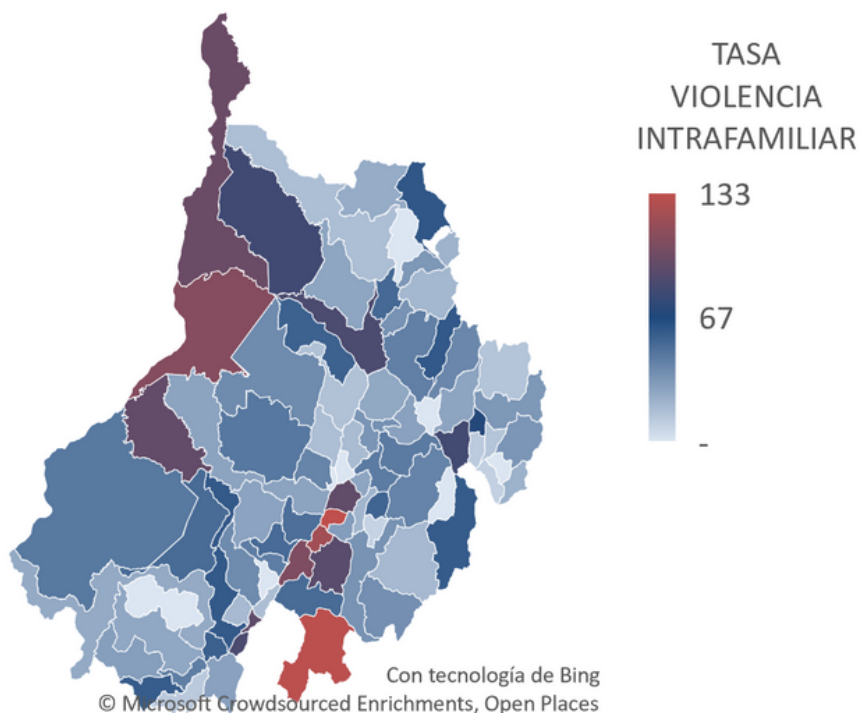 TASA
VIOLENCIA
INTRAFAMILIAR
133
67
-
Con tecnología de Bing
© Microsoft Crowdsourced Enrichments, Open Places